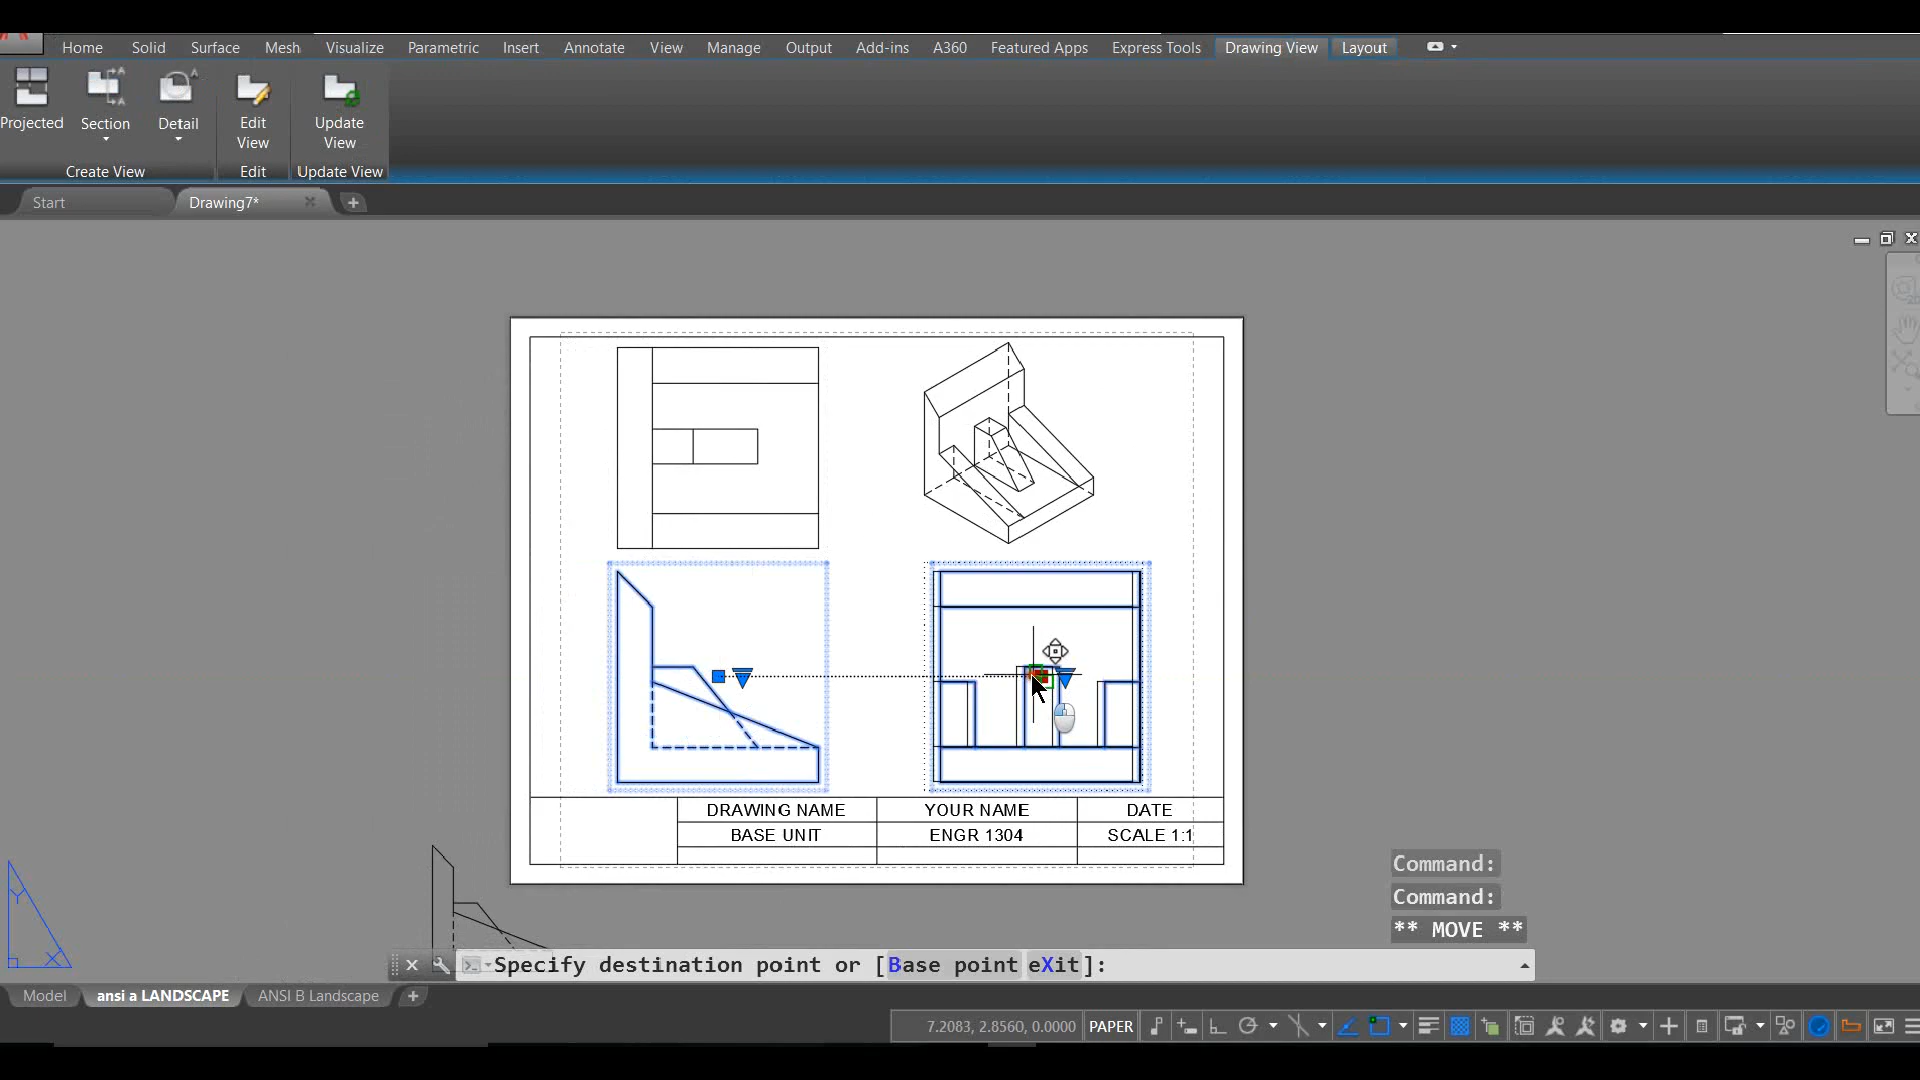 Home Solid Surface Mesh Visualize Parametric Insert Annotate View Manage Output Add-ins A360 Featured Apps Express Tools Drawing View Layout
Projected Section Detail Edit View Update View
Create View Edit Update View
Start Drawing7*
DRAWING NAME YOUR NAME DATE
BASE UNIT ENGR 1304 SCALE 1:1
Y
X
Command:
Command:
** MOVE **
Specify destination point or [Base point eXit]:
Model ansi a LANDSCAPE ANSI B Landscape
7.2083, 2.8560, 0.0000 PAPER